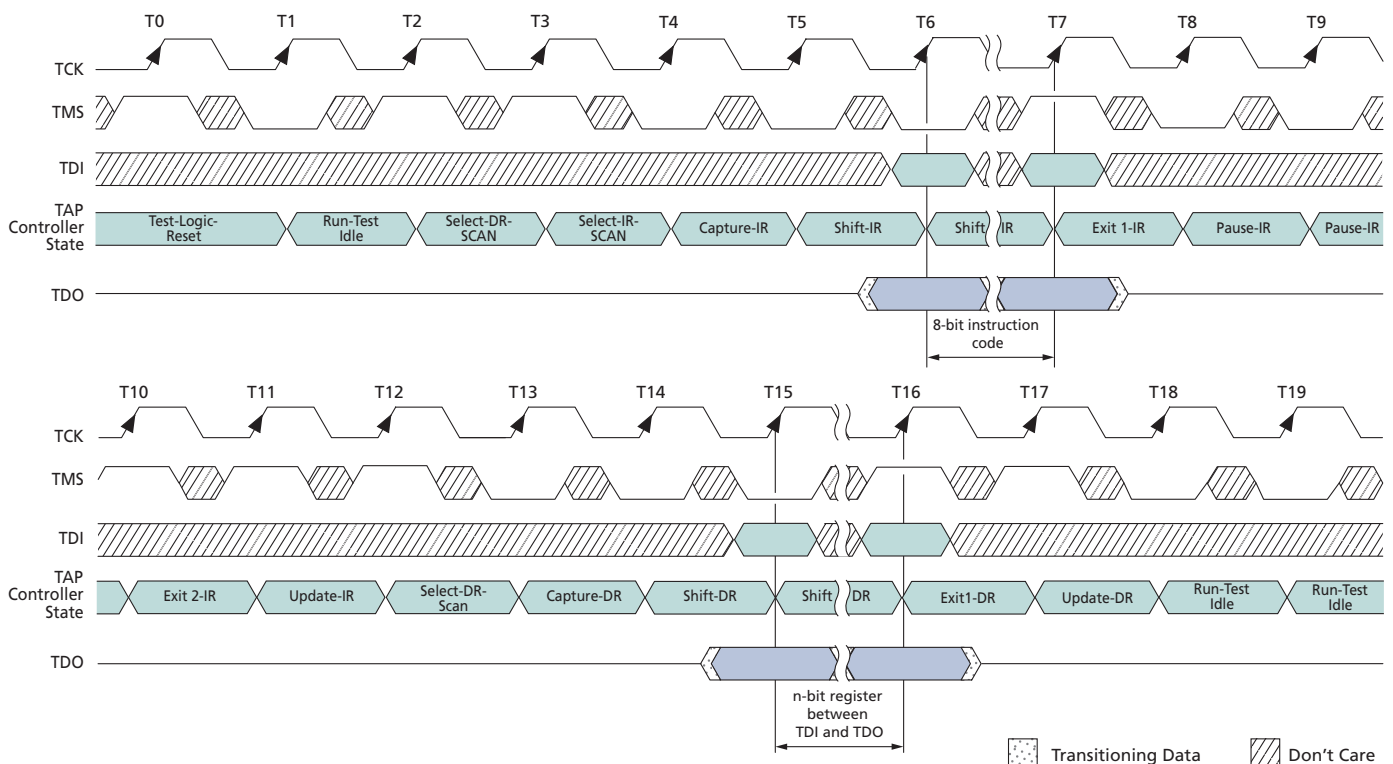 T0 T1 T2 T3 T4 T5 T6 T7 T8 T9
TCK
TMS
TDI
TAP
Controller
State
Test-Logic-
Reset
Run-Test
Idle
Select-DR-
SCAN
Select-IR-
SCAN
Capture-IR
Shift-IR
Shift IR
Exit 1-IR
Pause-IR
Pause-IR
TDO
8-bit instruction
code
T10 T11 T12 T13 T14 T15 T16 T17 T18 T19
TCK
TMS
TDI
TAP
Controller
State
Exit 2-IR
Update-IR
Select-DR-
Scan
Capture-DR
Shift-DR
Shift DR
Exit1-DR
Update-DR
Run-Test
Idle
Run-Test
Idle
TDO
n-bit register
between
TDI and TDO
Transitioning Data
Don't Care